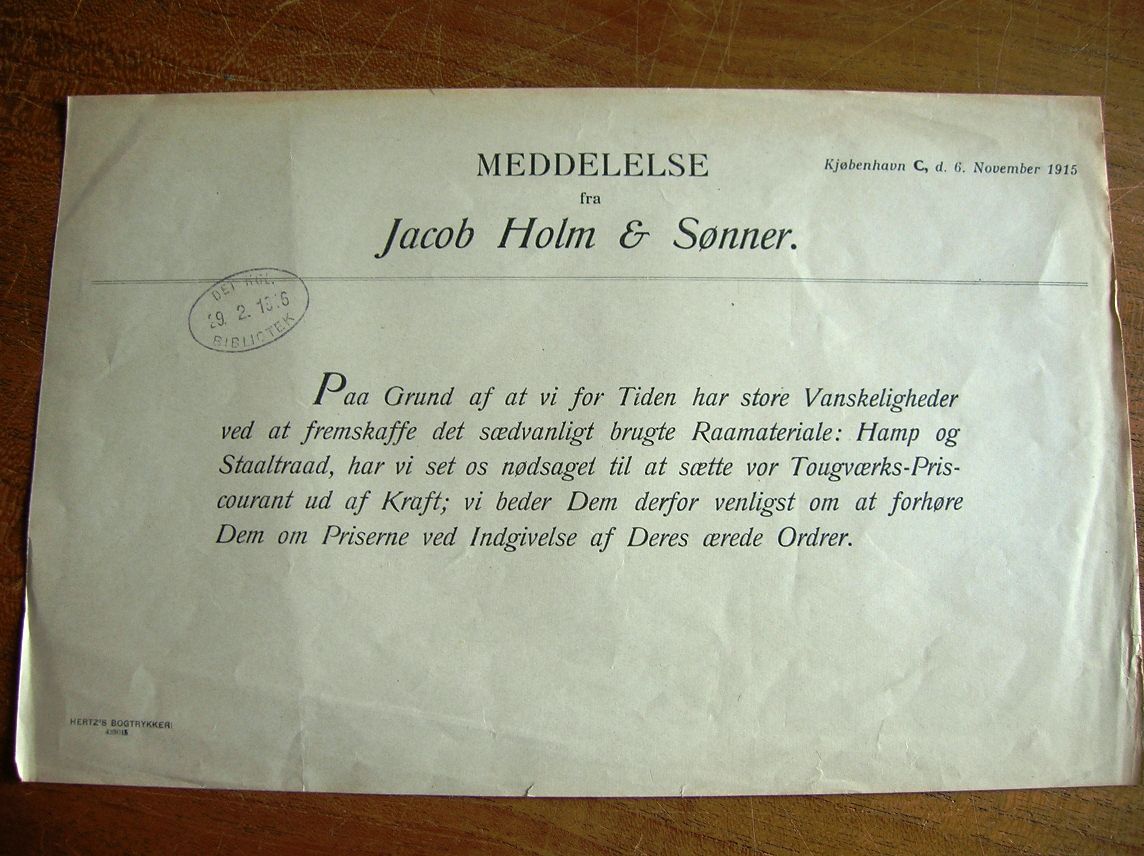 MEDDELELSE
fra
Jacob Holm & Sønner.
Kjøbenhavn C, d. 6. November 1915
DET KGL.
29. 2. 1916
BIBLIOTEK
Paa Grund af at vi for Tiden har store Vanskeligheder
ved at fremskaffe det sædvanligt brugte Raamateriale: Hamp og
Staaltraad, har vi set os nødsaget til at sætte vor Tougværks-Pris-
courant ud af Kraft; vi beder Dem derfor venligst om at forhøre
Dem om Priserne ved Indgivelse af Deres ærede Ordrer.
HERTZ'S BOGTRYKKERI